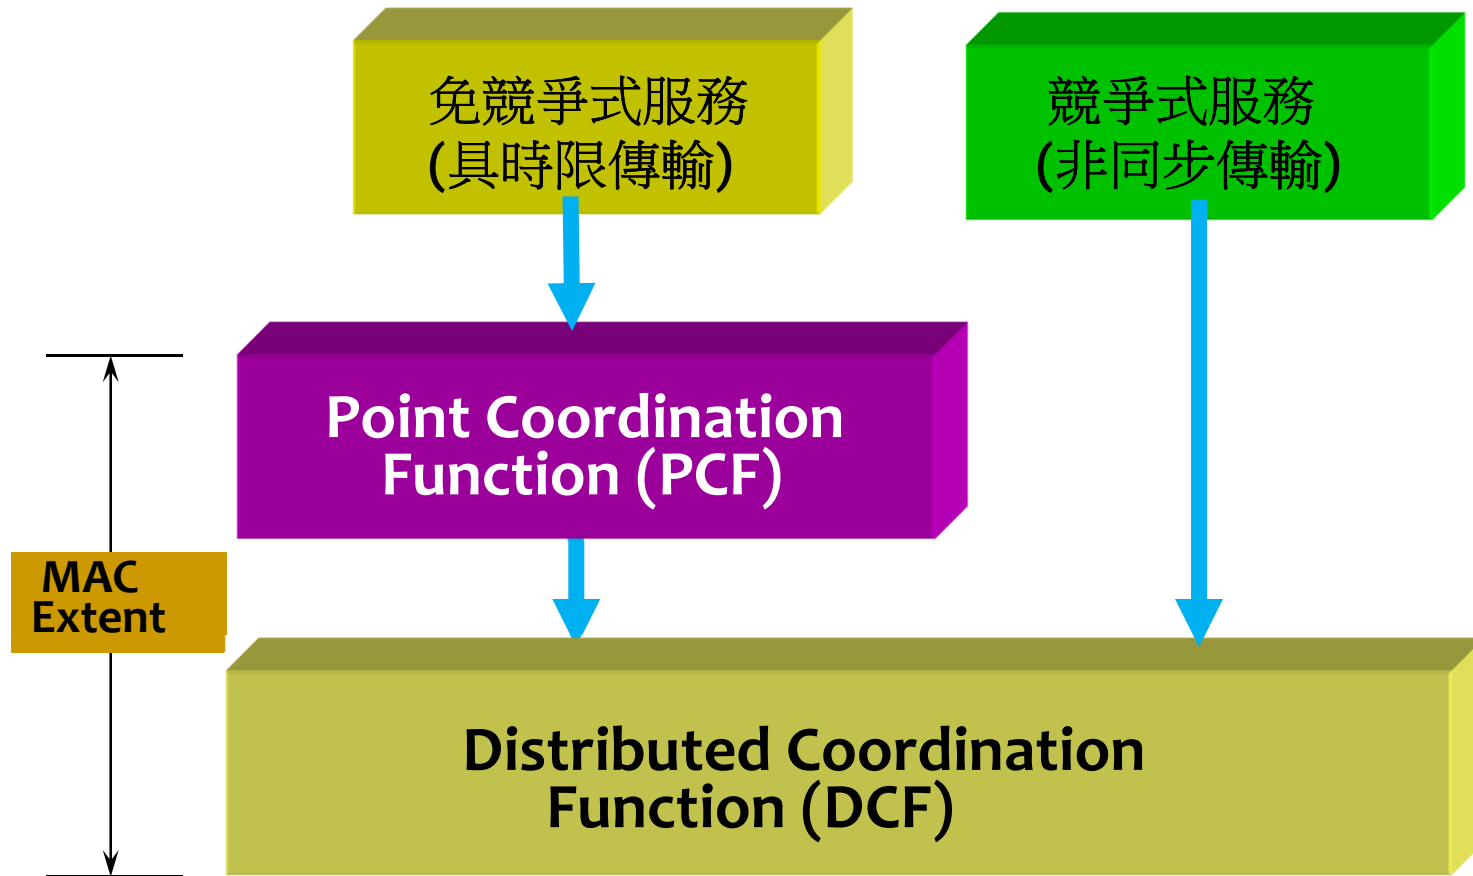 免競爭式服務
(具時限傳輸)
競爭式服務
(非同步傳輸)
Point Coordination
Function (PCF)
MAC
Extent
Distributed Coordination
Function (DCF)